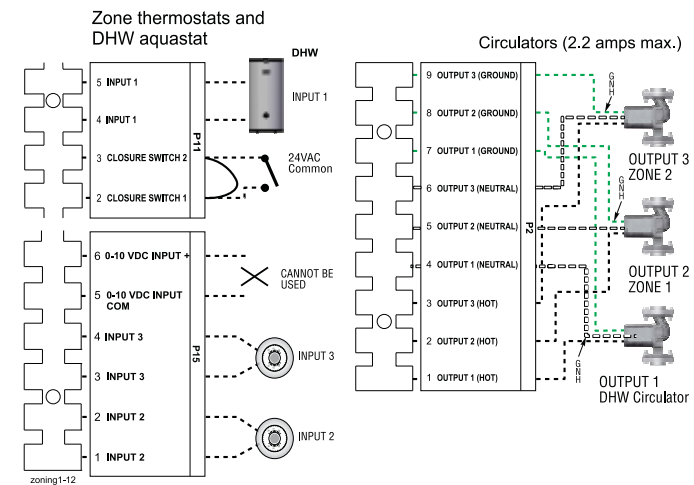 Zone thermostats and
DHW aquastat
5 INPUT 1
4 INPUT 1
3 CLOSURE SWITCH 2
2 CLOSURE SWITCH 1
P11
DHW
INPUT 1
24VAC
Common
6 0-10 VDC INPUT +
5 0-10 VDC INPUT
COM
4 INPUT 3
3 INPUT 3
2 INPUT 2
1 INPUT 2
P15
CANNOT BE
USED
INPUT 3
INPUT 2
zoning1-12
Circulators (2.2 amps max.)
9 OUTPUT 3 (GROUND)
8 OUTPUT 2 (GROUND)
7 OUTPUT 1 (GROUND)
6 OUTPUT 3 (NEUTRAL)
5 OUTPUT 2 (NEUTRAL)
4 OUTPUT 1 (NEUTRAL)
3 OUTPUT 3 (HOT)
2 OUTPUT 2 (HOT)
1 OUTPUT 1 (HOT)
P2
G
N
H
OUTPUT 3
ZONE 2
G
N
H
OUTPUT 2
ZONE 1
G
N
H
OUTPUT 1
DHW Circulator